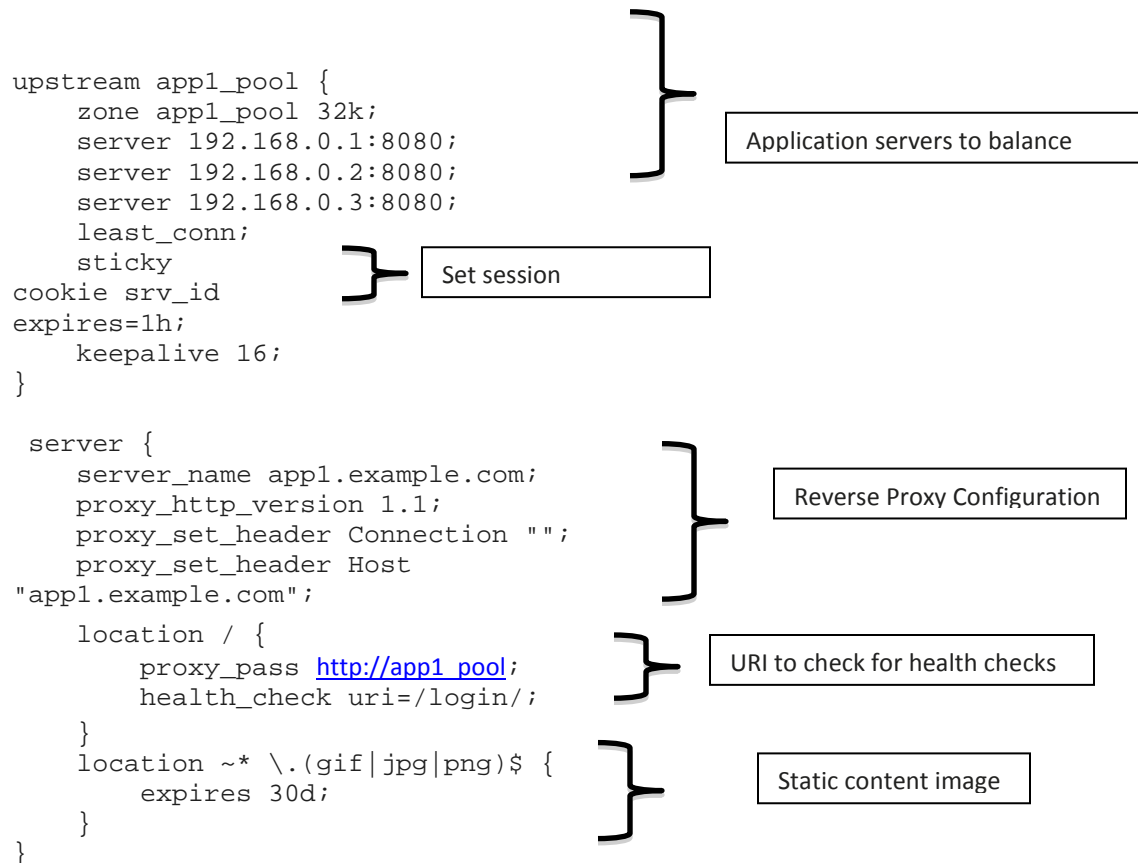 upstream app1_pool {
    zone app1_pool 32k;
    server 192.168.0.1:8080;
    server 192.168.0.2:8080;
    server 192.168.0.3:8080;
    least_conn;
    sticky
cookie srv_id
expires=1h;
    keepalive 16;
}
Application servers to balance
Set session
server {
    server_name app1.example.com;
    proxy_http_version 1.1;
    proxy_set_header Connection "";
    proxy_set_header Host
"app1.example.com";
Reverse Proxy Configuration
    location / {
        proxy_pass http://app1_pool;
        health_check uri=/login/;
    }
URI to check for health checks
    location ~* \.(gif|jpg|png)$ {
        expires 30d;
    }
}
Static content image